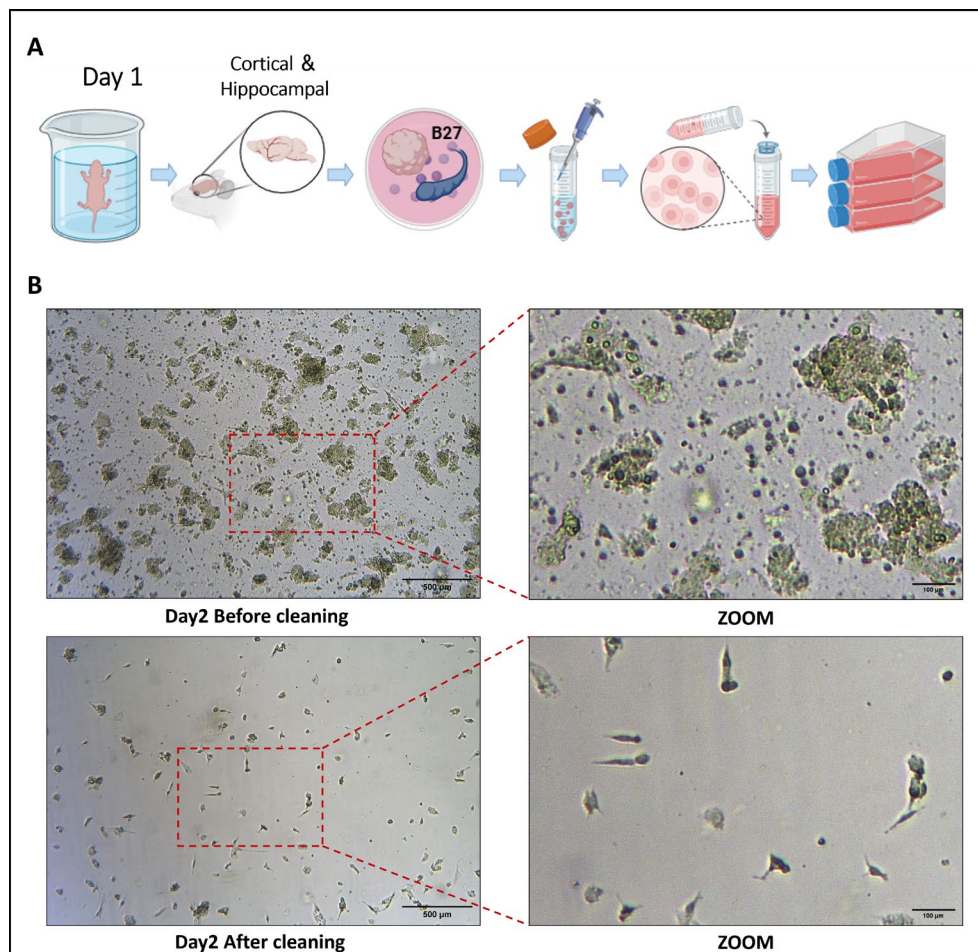 A
Day 1
Cortical &
Hippocampal
B27
B
500 µm
100 µm
Day2 Before cleaning
ZOOM
500 µm
100 µm
Day2 After cleaning
ZOOM